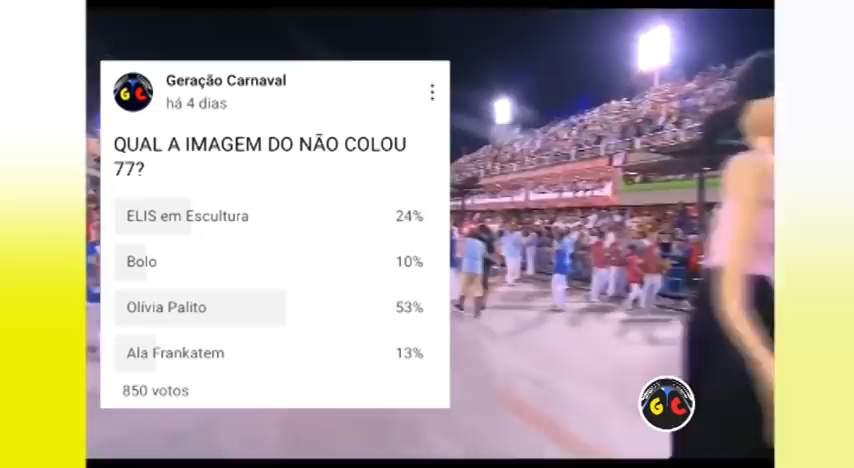 Geração Carnaval
há 4 dias
QUAL A IMAGEM DO NÃO COLOU
77?
ELIS em Escultura 24%
Bolo 10%
Olívia Palito 53%
Ala Frankatem 13%
850 votos
G C
G C